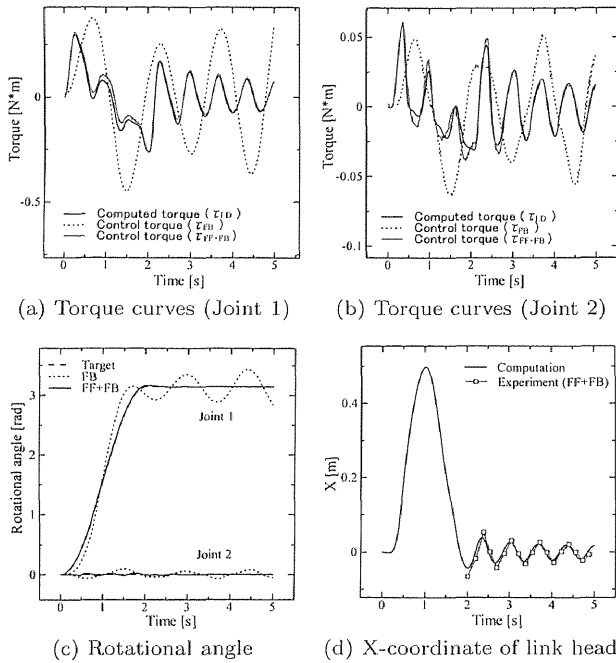 Torque [N*m]
0
-0.5
Computed torque (τID)
Control torque (τFB)
Control torque (τFF+FB)
0 1 2 3 4 5
Time [s]
(a) Torque curves (Joint 1)
Torque [N*m]
0.05
0
-0.05
-0.1
Computed torque (τID)
Control torque (τFB)
Control torque (τFF+FB)
0 1 2 3 4 5
Time [s]
(b) Torque curves (Joint 2)
Rotational angle [rad]
3
2
1
0
Target
FB
FF+FB
Joint 1
Joint 2
0 1 2 3 4 5
Time [s]
(c) Rotational angle
X [m]
0.4
0.2
0
Computation
Experiment (FF+FB)
0 1 2 3 4 5
Time [s]
(d) X-coordinate of link head